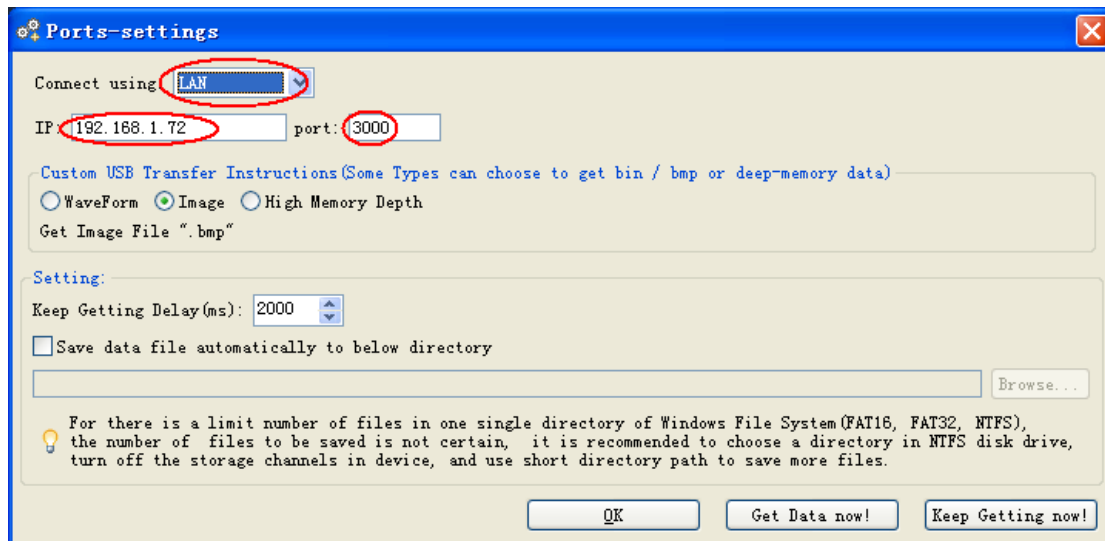 Ports-settings
Connect using: LAN
IP: 192.168.1.72 port: 3000
Custom USB Transfer Instructions(Some Types can choose to get bin / bmp or deep-memory data)
WaveForm Image High Memory Depth
Get Image File ".bmp"
Setting:
Keep Getting Delay(ms): 2000
Save data file automatically to below directory
Browse...
For there is a limit number of files in one single directory of Windows File System(FAT16, FAT32, NTFS),
the number of files to be saved is not certain, it is recommended to choose a directory in NTFS disk drive,
turn off the storage channels in device, and use short directory path to save more files.
OK Get Data now! Keep Getting now!